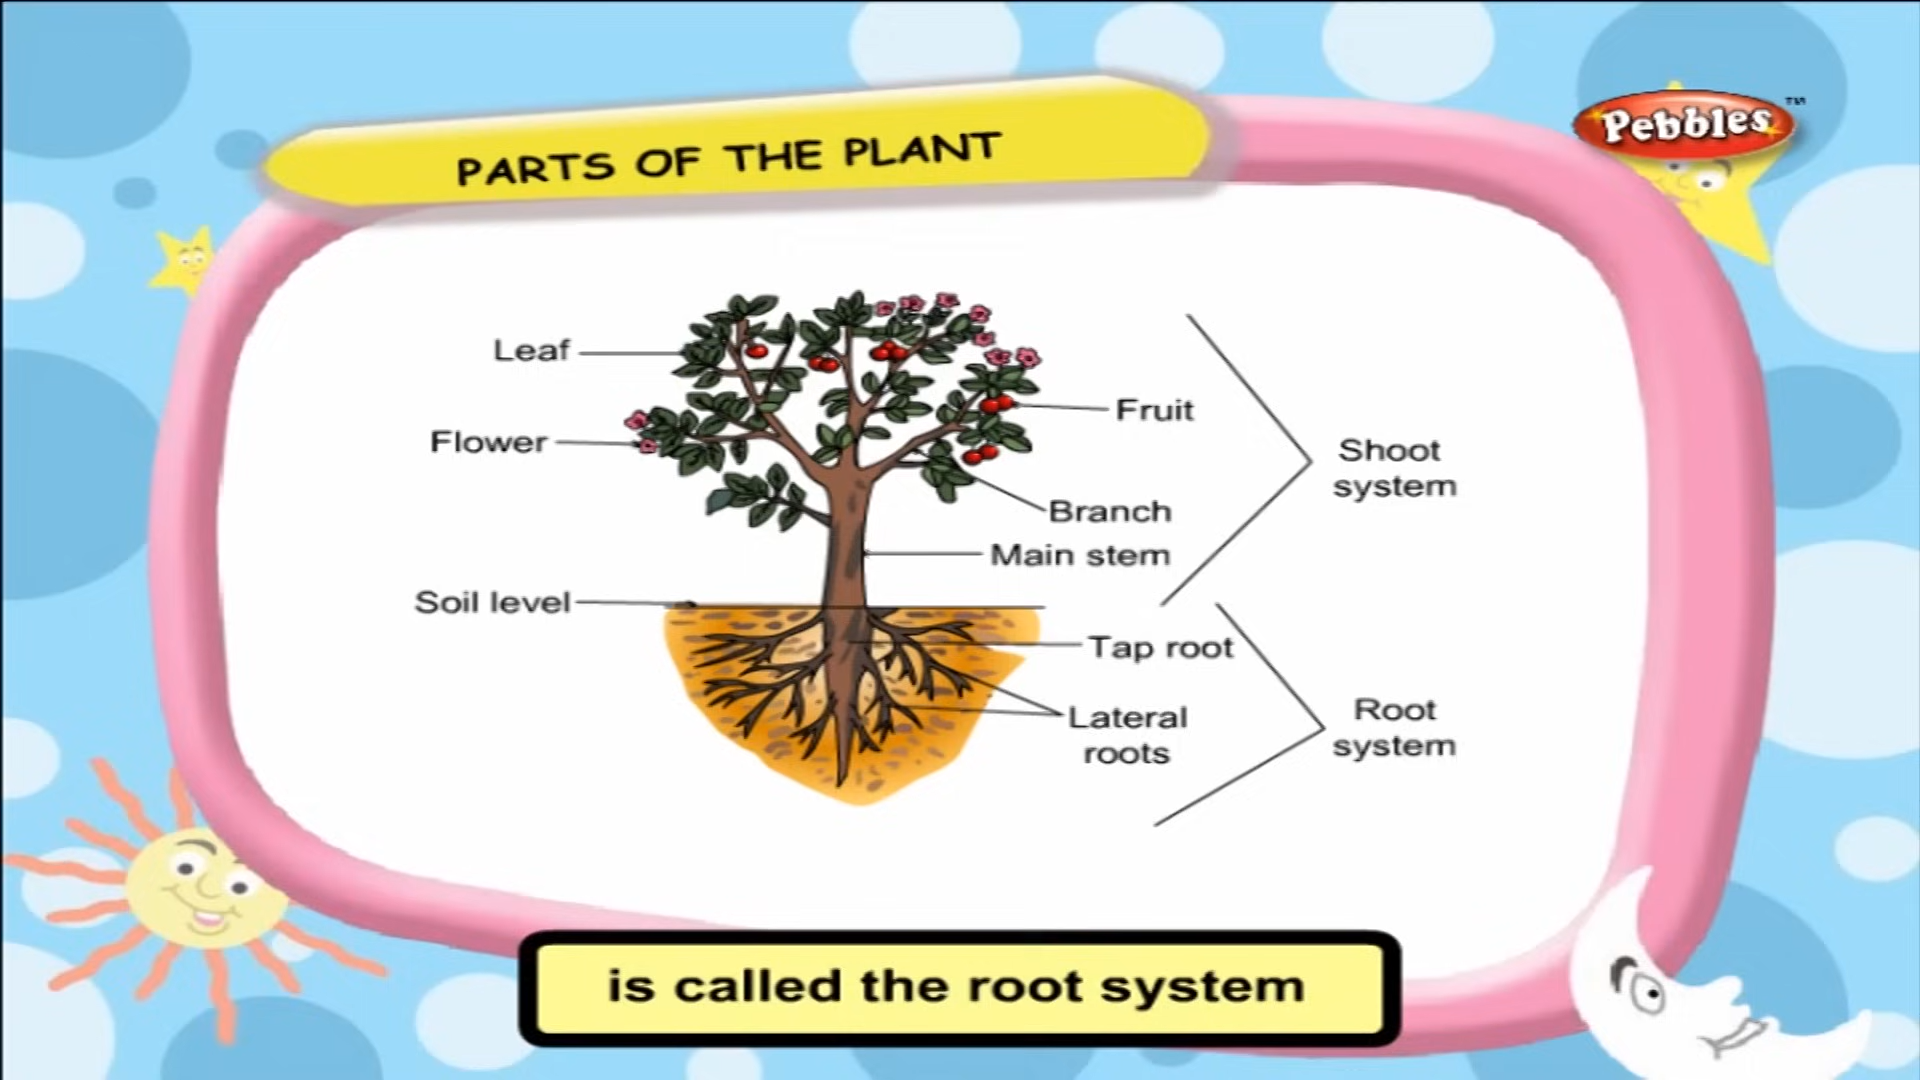 PARTS OF THE PLANT
Pebbles™
Leaf
Flower
Fruit
Shoot
system
Branch
Main stem
Soil level
Tap root
Lateral
roots
Root
system
is called the root system